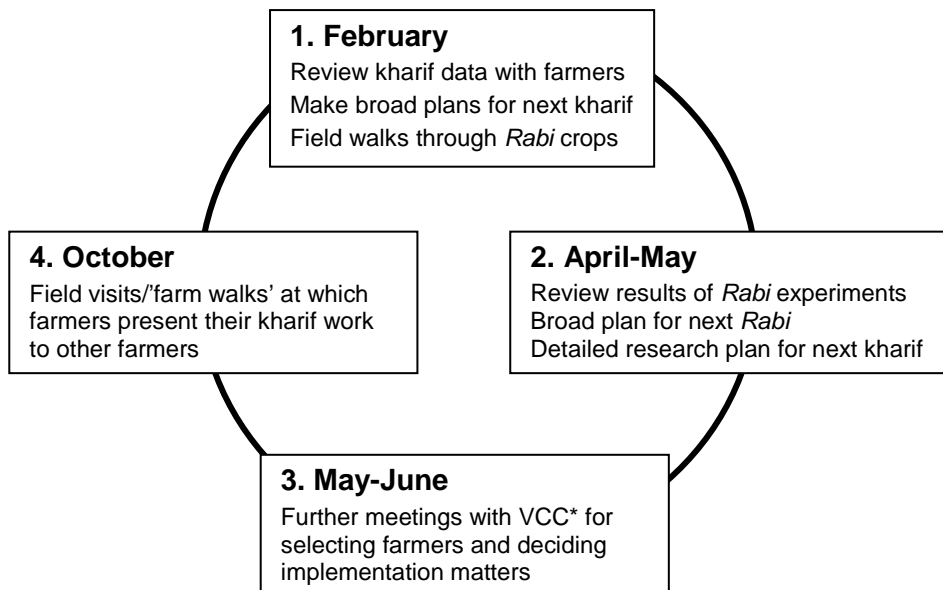 1. February
Review kharif data with farmers
Make broad plans for next kharif
Field walks through Rabi crops
2. April-May
Review results of Rabi experiments
Broad plan for next Rabi
Detailed research plan for next kharif
3. May-June
Further meetings with VCC* for
selecting farmers and deciding
implementation matters
4. October
Field visits/'farm walks' at which
farmers present their kharif work
to other farmers